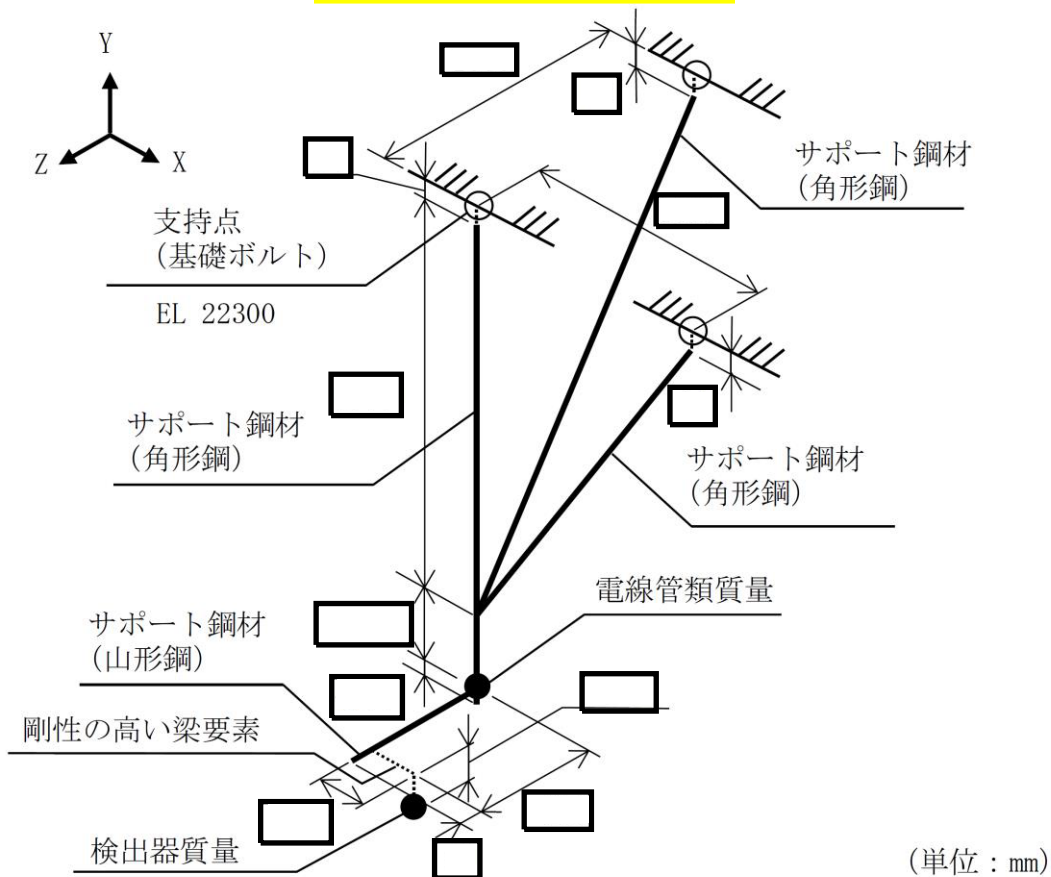 Y
Z
X
支持点
(基礎ボルト)
EL 22300
サポート鋼材
(角形鋼)
サポート鋼材
(角形鋼)
サポート鋼材
(角形鋼)
電線管類質量
サポート鋼材
(山形鋼)
剛性の高い梁要素
検出器質量
(単位：mm)